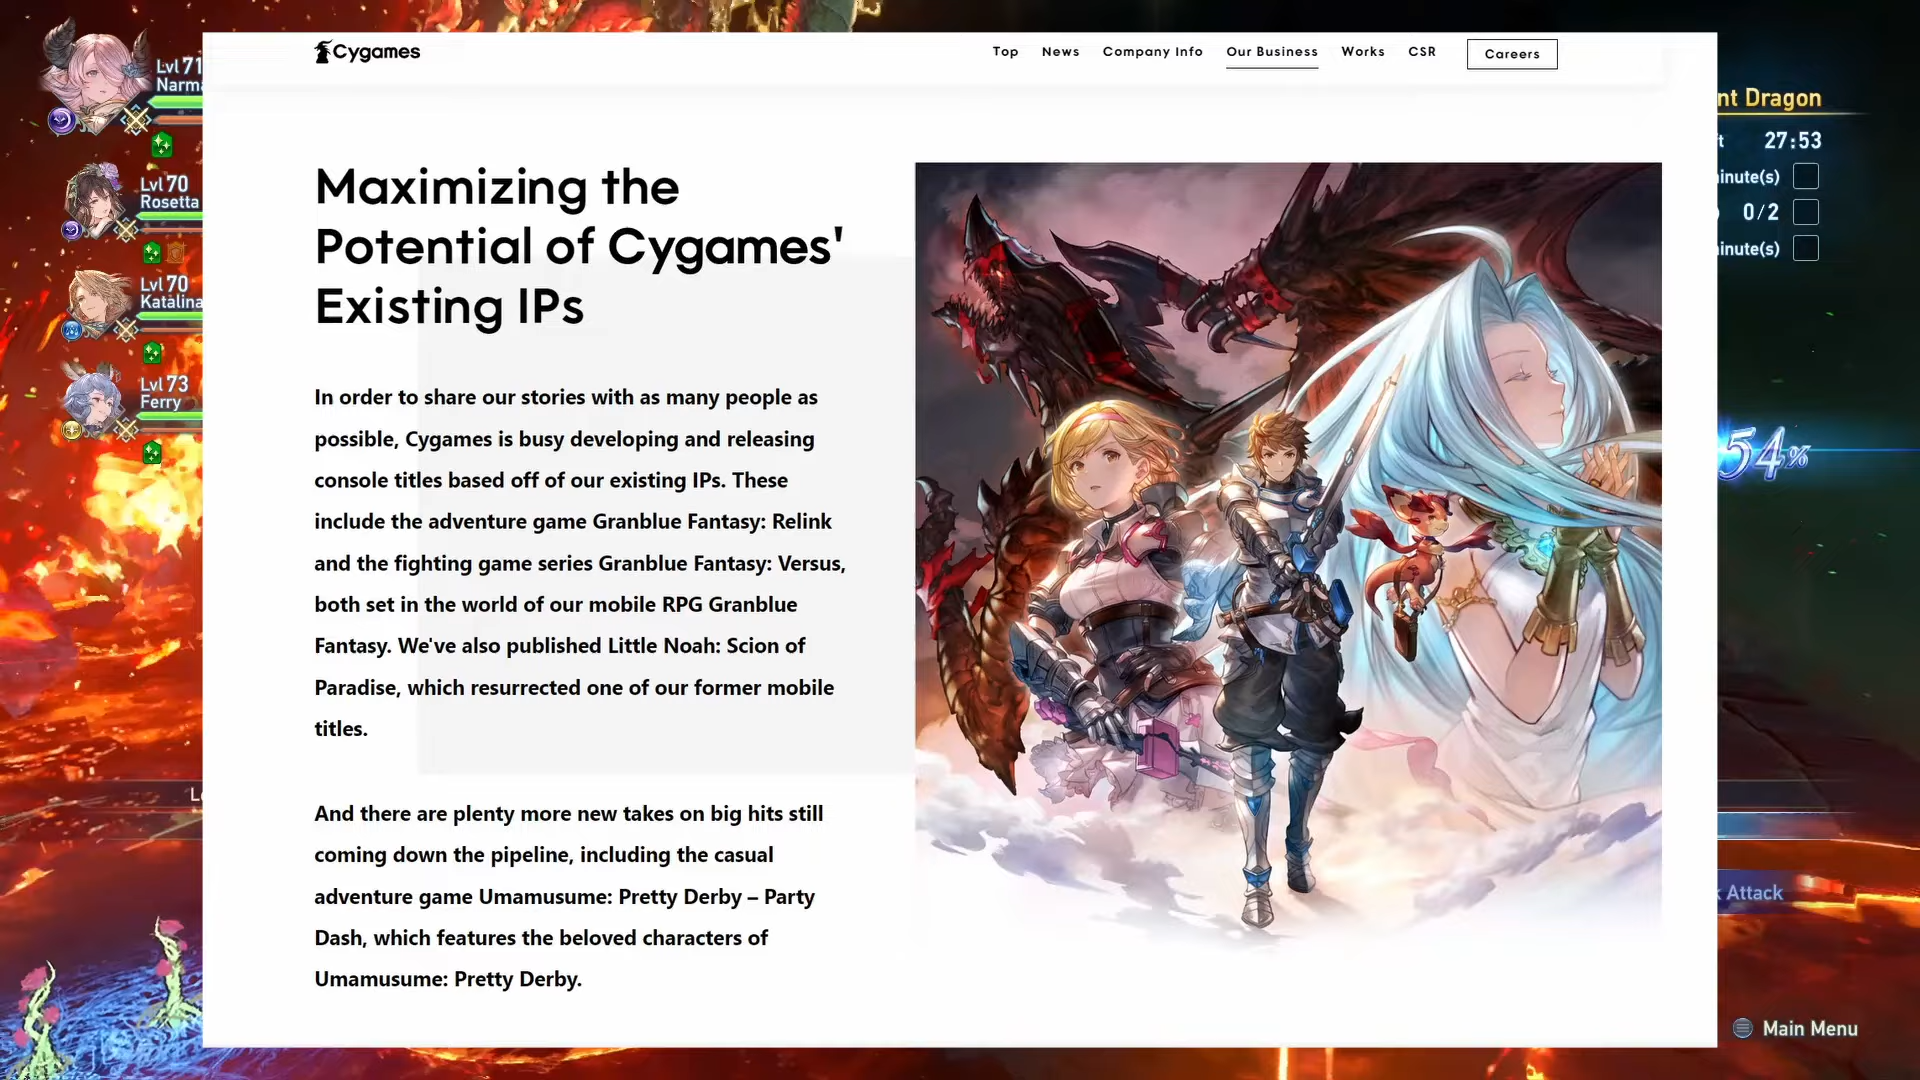 Cygames
Top News Company Info Our Business Works CSR Careers
Maximizing the
Potential of Cygames'
Existing IPs
In order to share our stories with as many people as
possible, Cygames is busy developing and releasing
console titles based off of our existing IPs. These
include the adventure game Granblue Fantasy: Relink
and the fighting game series Granblue Fantasy: Versus,
both set in the world of our mobile RPG Granblue
Fantasy. We've also published Little Noah: Scion of
Paradise, which resurrected one of our former mobile
titles.
And there are plenty more new takes on big hits still
coming down the pipeline, including the casual
adventure game Umamusume: Pretty Derby – Party
Dash, which features the beloved characters of
Umamusume: Pretty Derby.
Lvl 71
Narma
Lvl 70
Rosetta
Lvl 70
Katalina
Lvl 73
Ferry
nt Dragon
27:53
inute(s)
0/2
inute(s)
54%
Attack
Main Menu